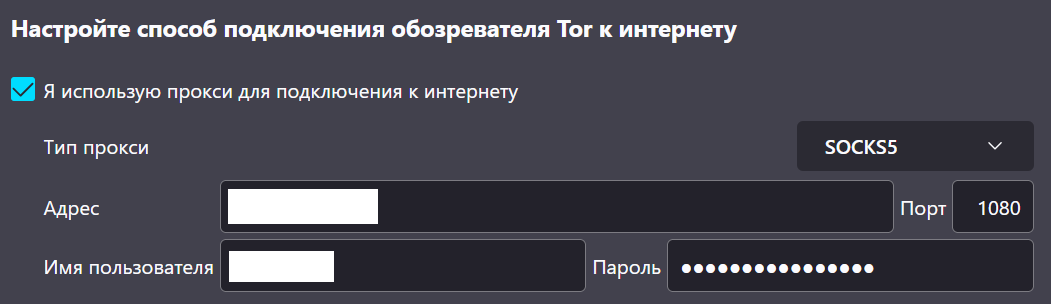 Настройте способ подключения обозревателя Tor к интернету
Я использую прокси для подключения к интернету
Тип прокси SOCKS5
Адрес Порт 1080
Имя пользователя Пароль ••••••••••••••••